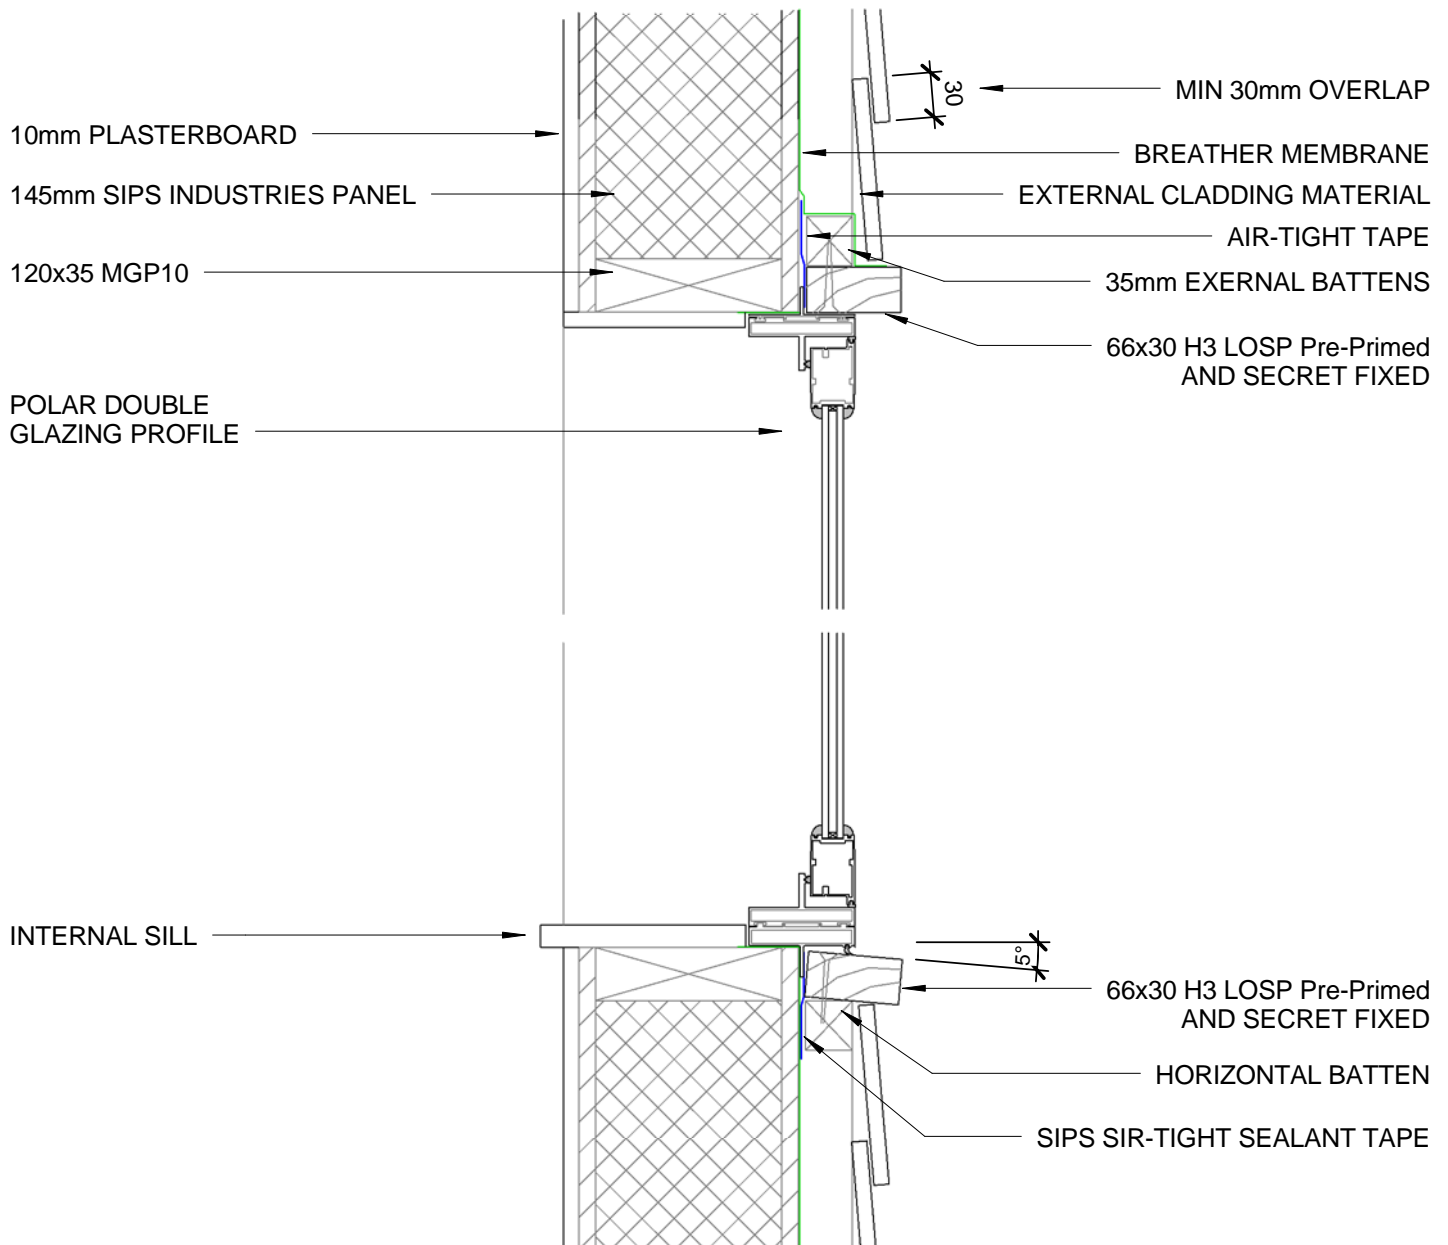 30
MIN 30mm OVERLAP
10mm PLASTERBOARD
BREATHER MEMBRANE
145mm SIPS INDUSTRIES PANEL
EXTERNAL CLADDING MATERIAL
AIR-TIGHT TAPE
120x35 MGP10
35mm EXERNAL BATTENS
66x30 H3 LOSP Pre-Primed
AND SECRET FIXED
POLAR DOUBLE
GLAZING PROFILE
INTERNAL SILL
5°
66x30 H3 LOSP Pre-Primed
AND SECRET FIXED
HORIZONTAL BATTEN
SIPS SIR-TIGHT SEALANT TAPE